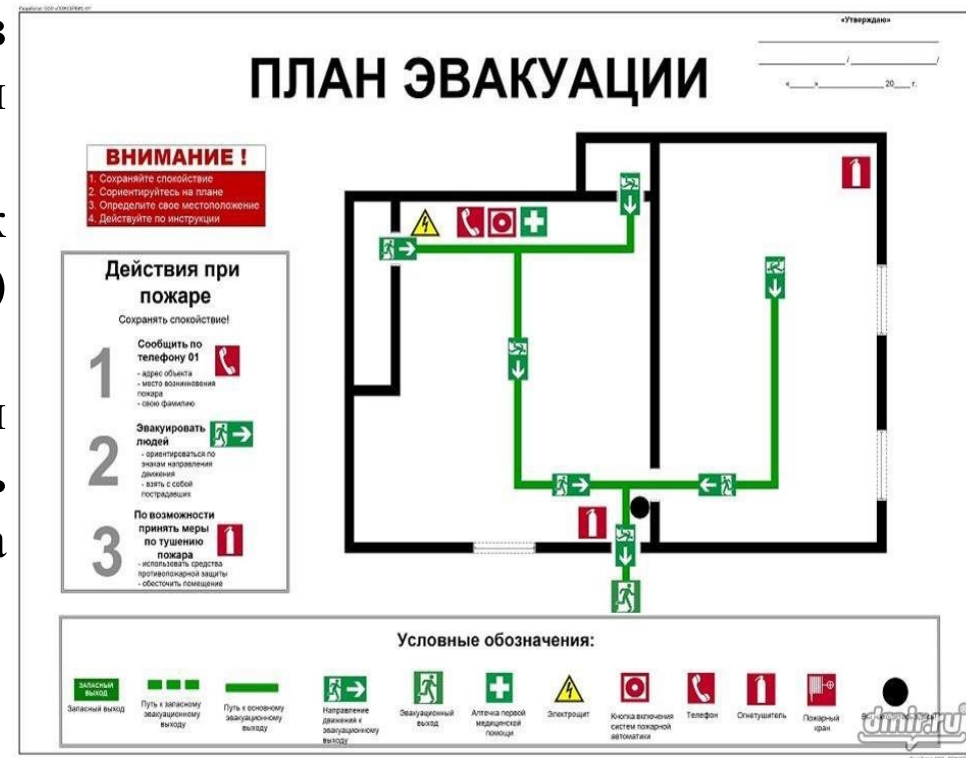 «Утверждаю»
/ /
«___»__________ 20___ г.
ПЛАН ЭВАКУАЦИИ
ВНИМАНИЕ !
1. Сохраняйте спокойствие
2. Сориентируйтесь на плане
3. Определите свое местоположение
4. Действуйте по инструкции
Действия при
пожаре
Сохранять спокойствие!
1
Сообщить по
телефону 01
- адрес объекта
- место возникновения
пожара
- свою фамилию
2
Эвакуировать
людей
- ориентироваться по
знакам направления
движения
- взять с собой
пострадавших
3
По возможности
принять меры
по тушению
пожара
- использовать средства
противопожарной защиты
- обесточить помещение
Условные обозначения:
ЗАПАСНЫЙ
ВЫХОД
Запасный выход
Путь к запасному
эвакуационному
выходу
Путь к основному
эвакуационному
выходу
Направление
движения к
эвакуационному
выходу
Эвакуационный
выход
Аптечка первой
медицинской
помощи
Электрощит
Кнопка включения
систем пожарной
автоматики
Телефон
Огнетушитель
Пожарный
кран
dmir.ru